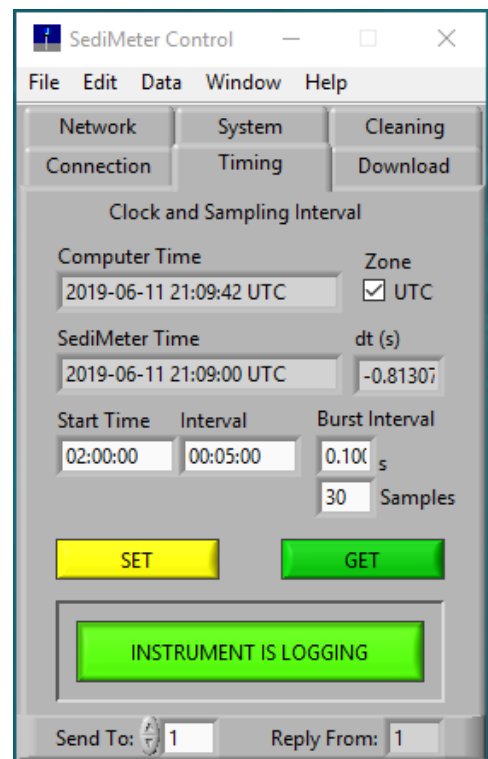 SediMeter Control
File Edit Data Window Help
Network System Cleaning
Connection Timing Download
Clock and Sampling Interval
Computer Time Zone
2019-06-11 21:09:42 UTC UTC
SediMeter Time dt (s)
2019-06-11 21:09:00 UTC -0.81307
Start Time Interval Burst Interval
02:00:00 00:05:00 0.100 s
30 Samples
SET GET
INSTRUMENT IS LOGGING
Send To: 1 Reply From: 1